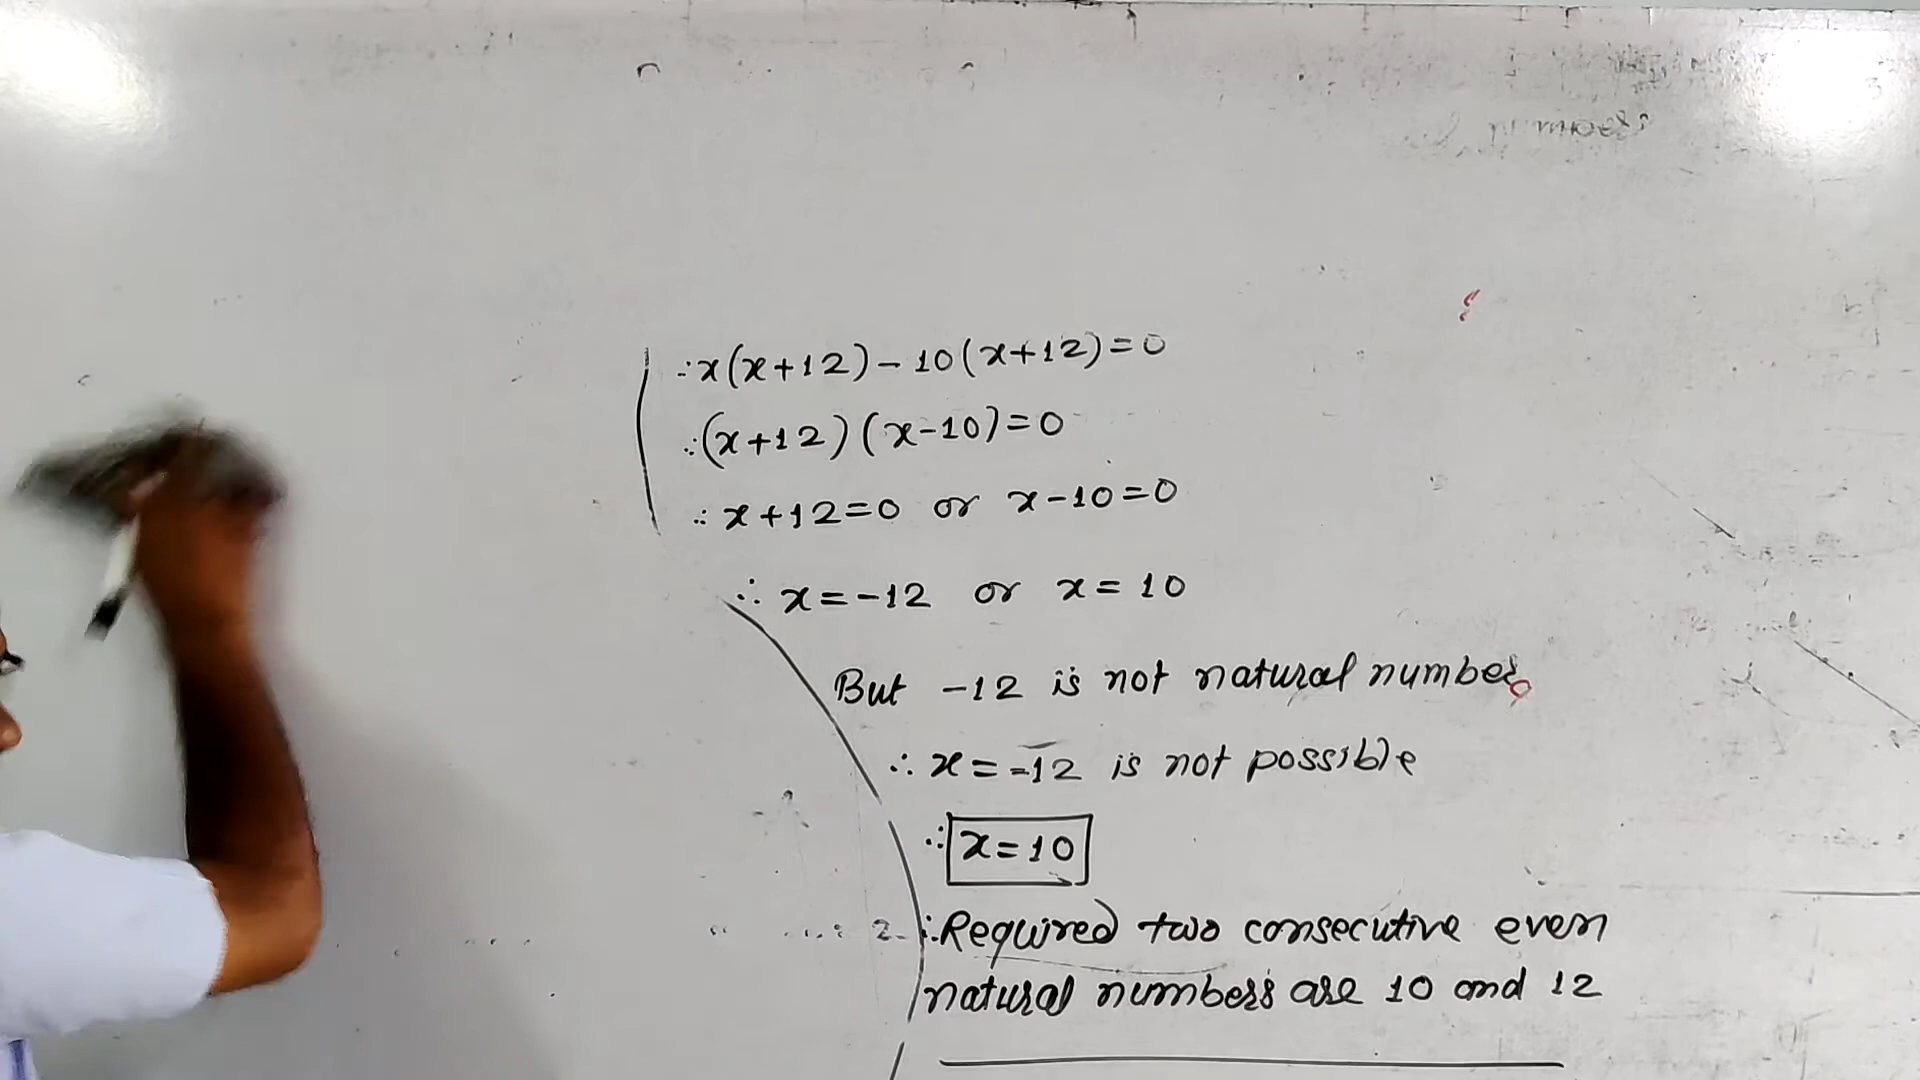 ∴ x(x+12)-10(x+12)=0
∴ (x+12)(x-10)=0
∴ x+12=0 or x-10=0
∴ x=-12 or x=10
But -12 is not natural number
∴ x=-12 is not possible
∴ x=10
∴ Required two consecutive even
natural numbers are 10 and 12